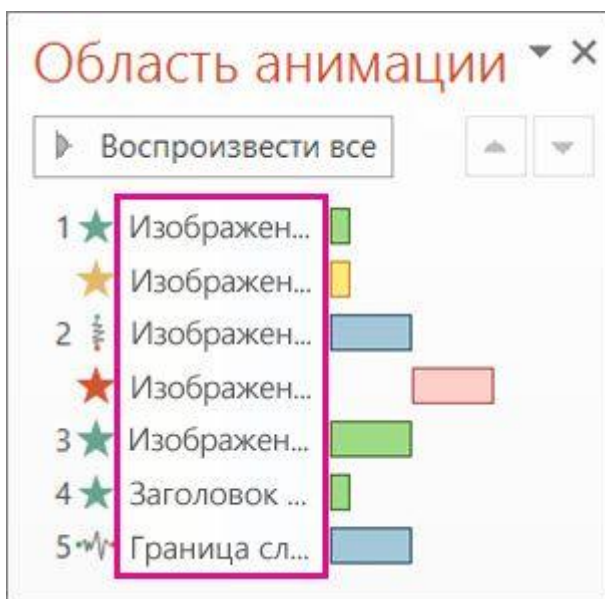 Область анимации
Воспроизвести все
1 Изображен...
Изображен...
2 Изображен...
Изображен...
3 Изображен...
4 Заголовок ...
5 Граница сл...